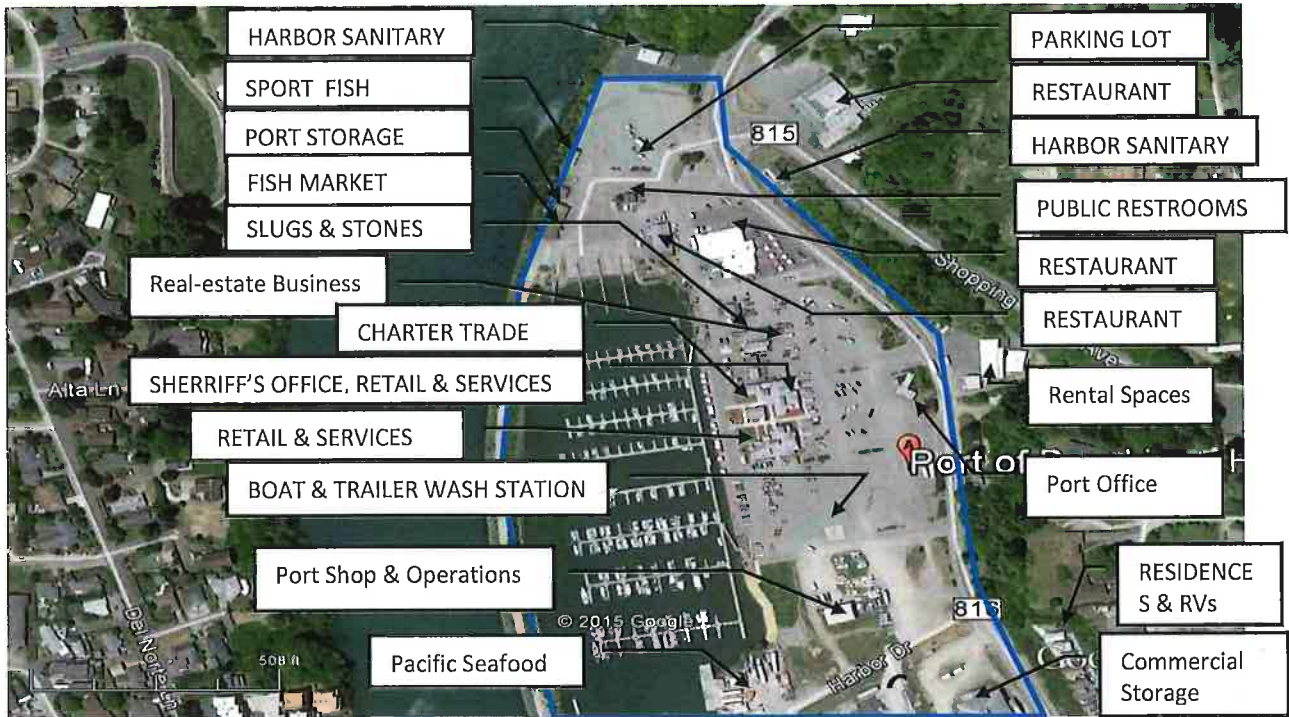 HARBOR SANITARY
SPORT FISH
PORT STORAGE
FISH MARKET
SLUGS & STONES
Real-estate Business
CHARTER TRADE
SHERRIFF'S OFFICE, RETAIL & SERVICES
RETAIL & SERVICES
BOAT & TRAILER WASH STATION
Port Shop & Operations
Pacific Seafood
PARKING LOT
RESTAURANT
HARBOR SANITARY
PUBLIC RESTROOMS
RESTAURANT
RESTAURANT
Rental Spaces
Port Office
RESIDENCE
S & RVs
Commercial
Storage
815
Shopping
Ave
Alta Ln
A
Port of
816
© 2015 Google
Harbor Dr
Del Norte Ln
508 ft